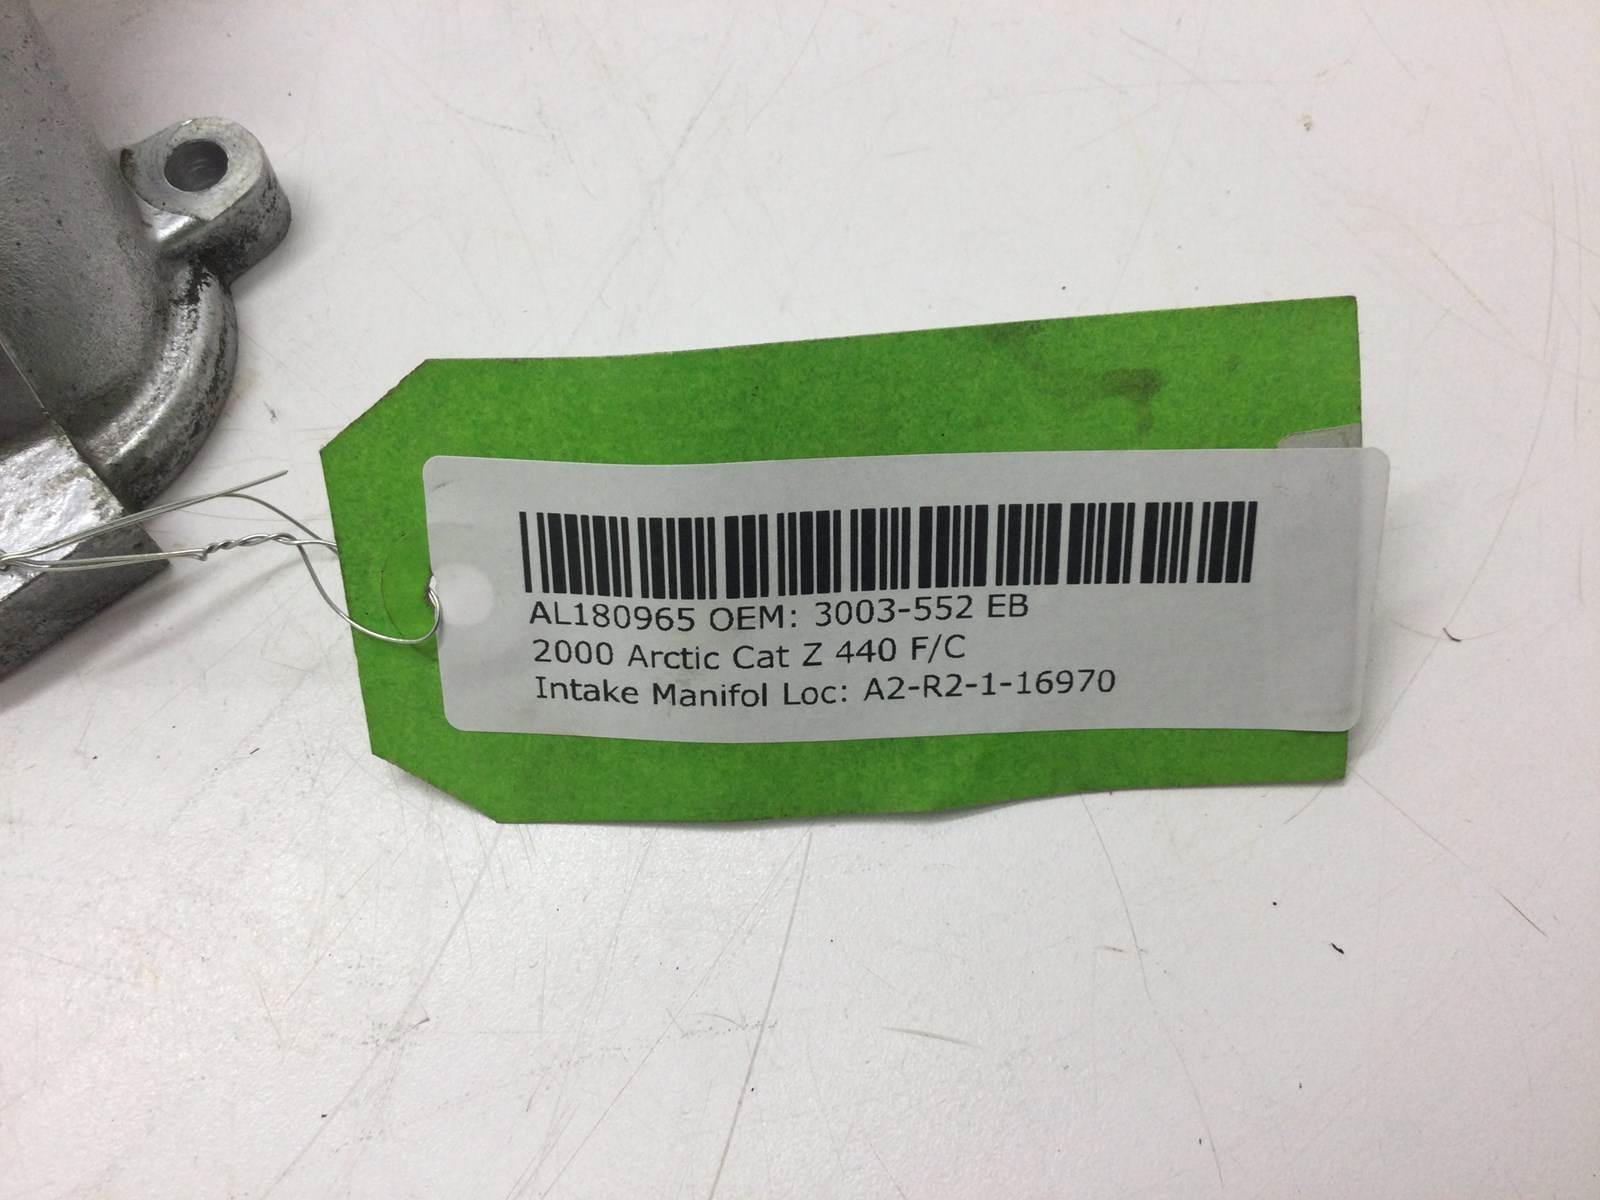 AL180965 OEM: 3003-552 EB
2000 Arctic Cat Z 440 F/C
Intake Manifol Loc: A2-R2-1-16970